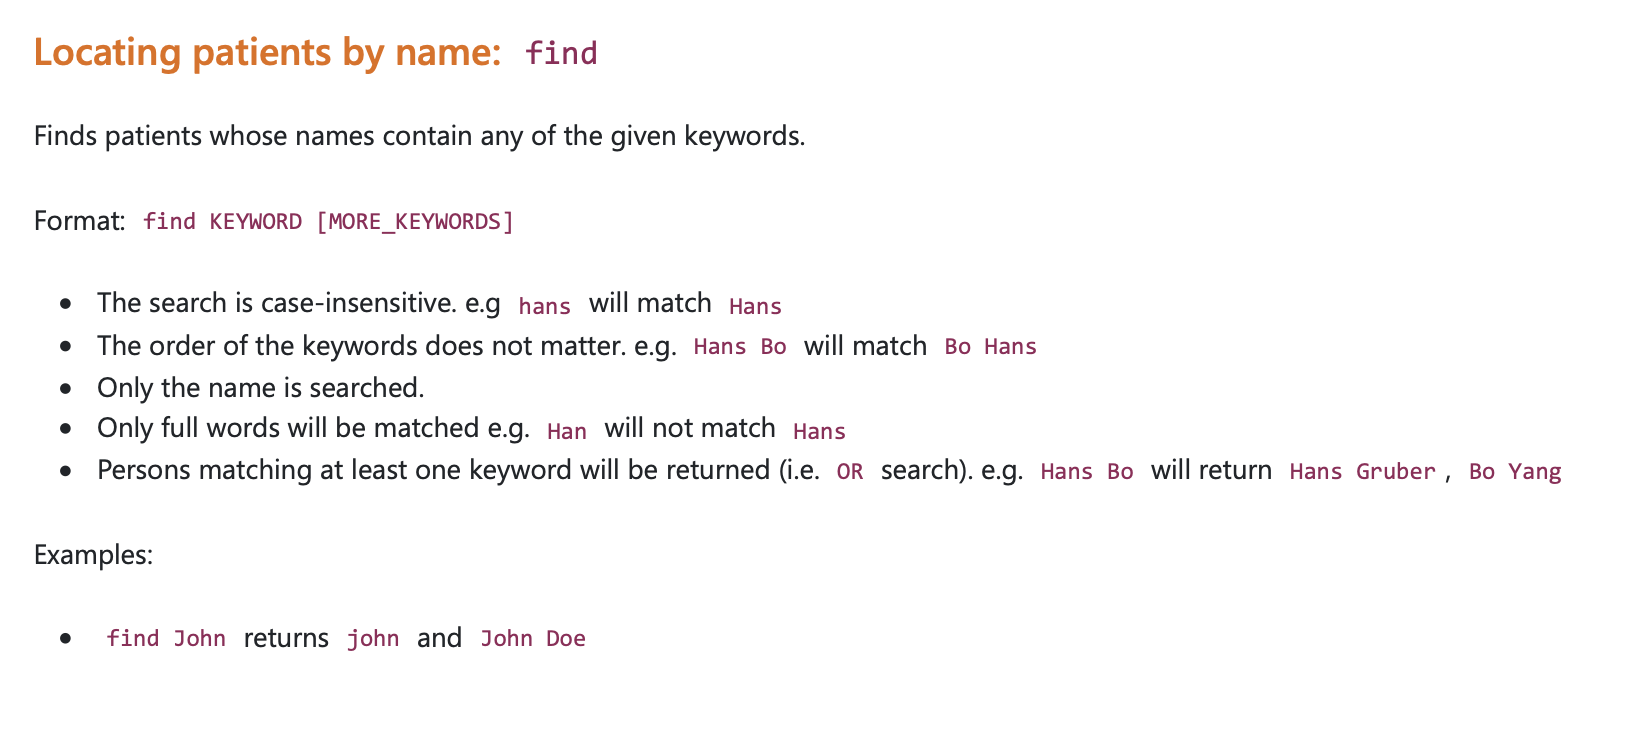 Locating patients by name: find
Finds patients whose names contain any of the given keywords.
Format: find KEYWORD [MORE_KEYWORDS]
• The search is case-insensitive. e.g hans will match Hans
• The order of the keywords does not matter. e.g. Hans Bo will match Bo Hans
• Only the name is searched.
• Only full words will be matched e.g. Han will not match Hans
• Persons matching at least one keyword will be returned (i.e. OR search). e.g. Hans Bo will return Hans Gruber, Bo Yang
Examples:
• find John returns john and John Doe